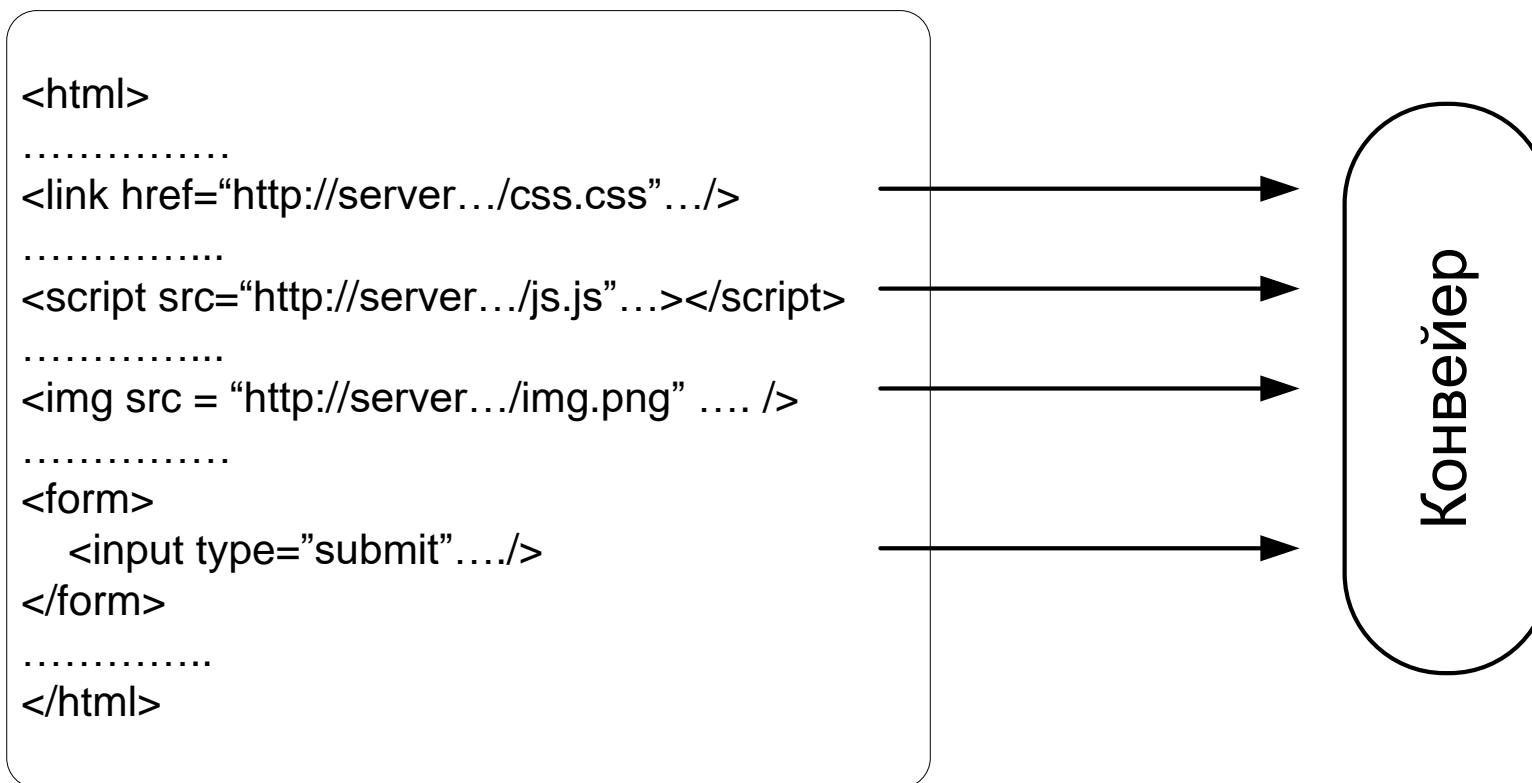 <html>
……………
<link href=“http://server…/css.css”…/>
…………...
<script src=“http://server…/js.js”…></script>
…………...
<img src = “http://server…/img.png” …. />
……………
<form>
<input type=”submit”…./>
</form>
…………..
</html>
Конвейер